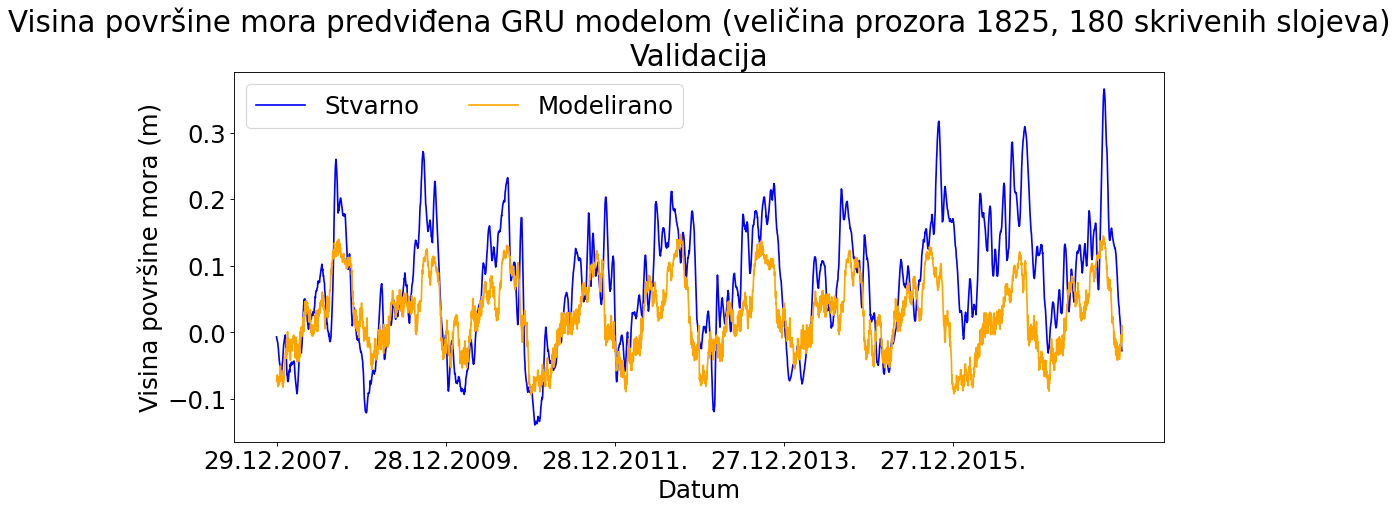 Visina površine mora predviđena GRU modelom (veličina prozora 1825, 180 skrivenih slojeva)
Validacija
Stvarno Modelirano
Visina površine mora (m)
0.3
0.2
0.1
0.0
−0.1
29.12.2007. 28.12.2009. 28.12.2011. 27.12.2013. 27.12.2015.
Datum